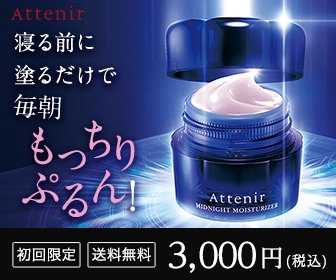 Attenir
寝る前に
塗るだけで
毎朝
もっちり
ぷるん!
Attenir
MIDNIGHT MOISTURIZER
初回限定 送料無料 3,000円(税込)